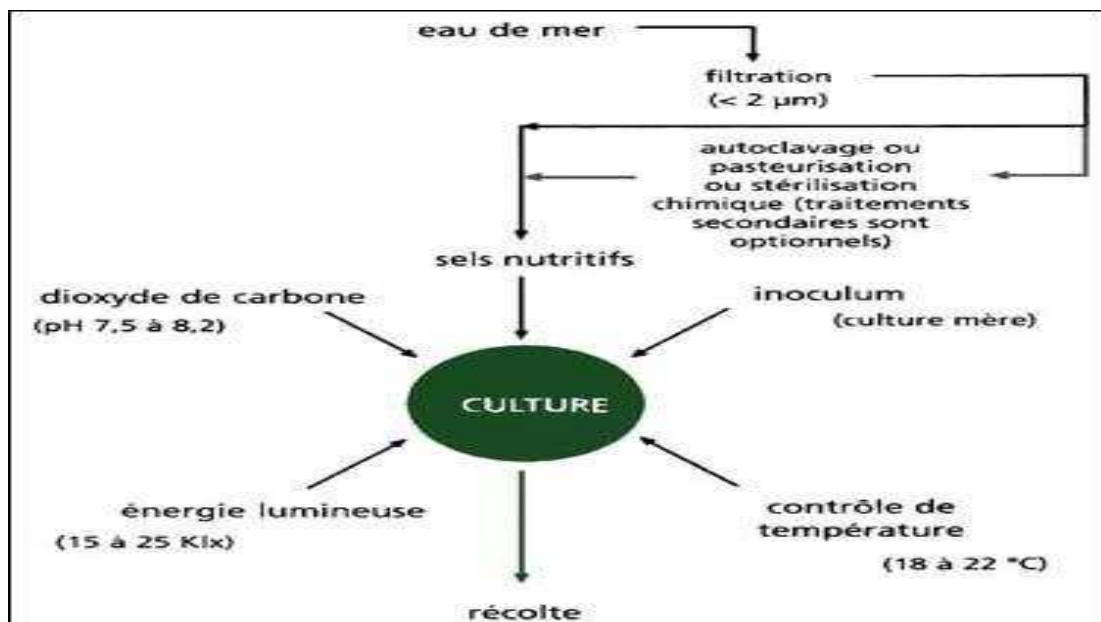 eau de mer
filtration
(< 2 µm)
autoclavage ou
pasteurisation
ou stérilisation
chimique (traitements
secondaires sont
optionnels)
sels nutritifs
dioxyde de carbone
(pH 7,5 à 8,2)
inoculum
(culture mère)
CULTURE
énergie lumineuse
(15 à 25 Klx)
contrôle de
température
(18 à 22 °C)
récolte